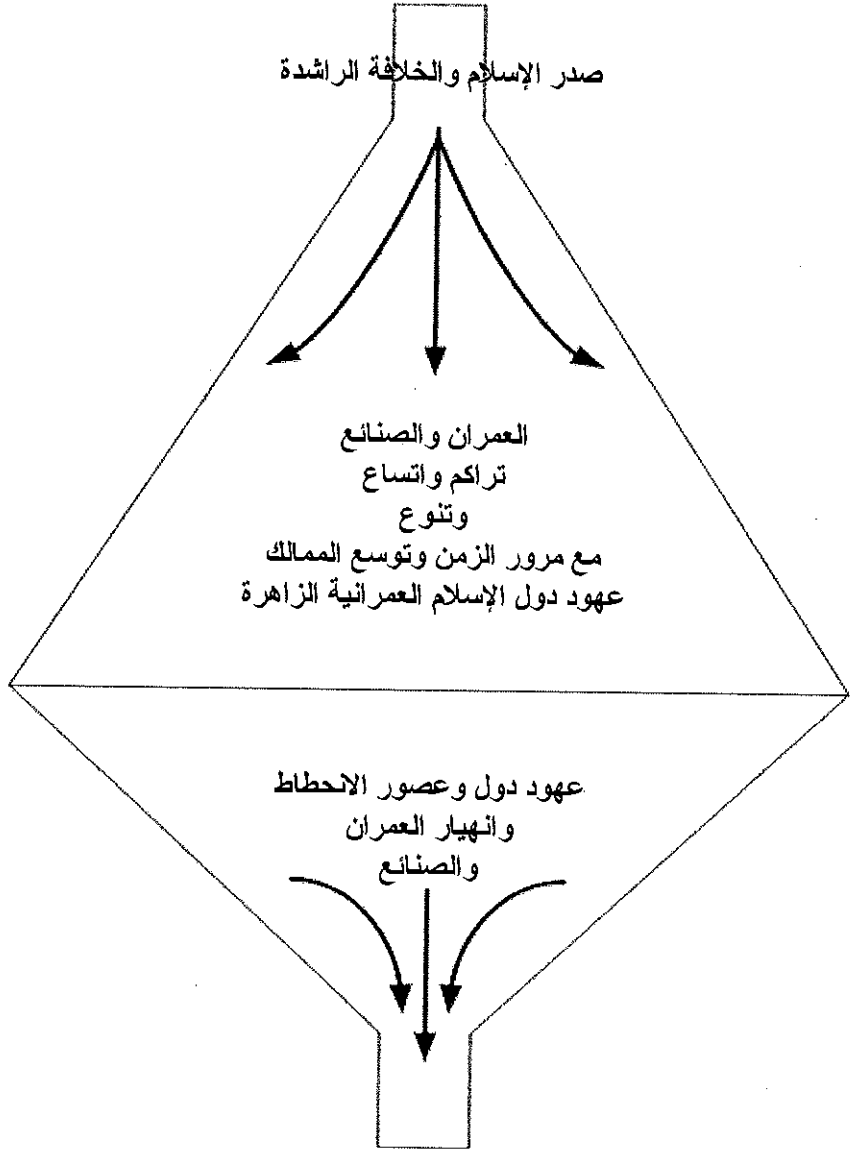 صدر الإسلام والخلافة الراشدة
العمران والصنائع
تراكم واتساع
وتنوع
مع مرور الزمن وتوسع الممالك
عهود دول الإسلام العمرانية الزاهرة
عهود دول وعصور الانحطاط
وانهيار العمران
والصنائع